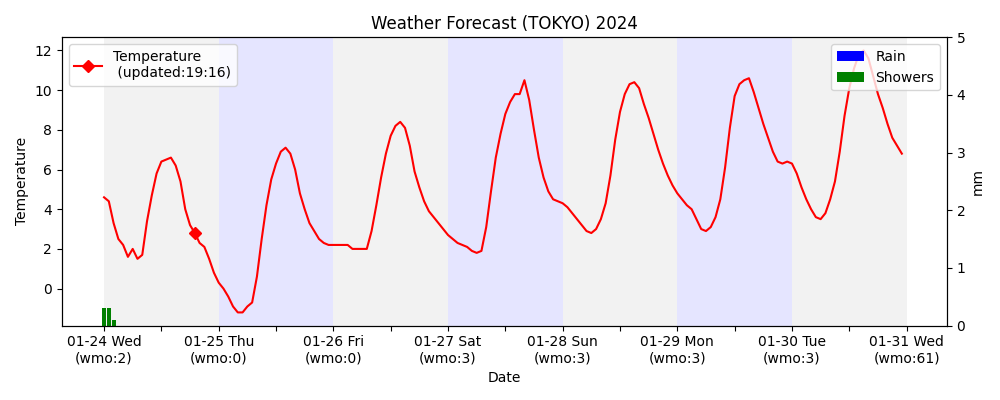 Weather Forecast (TOKYO) 2024
Temperature
(updated:19:16)
Rain
Showers
12
10
8
6
4
2
0
Temperature
5
4
3
2
1
0
mm
01-24 Wed
(wmo:2)
01-25 Thu
(wmo:0)
01-26 Fri
(wmo:0)
01-27 Sat
(wmo:3)
01-28 Sun
(wmo:3)
01-29 Mon
(wmo:3)
01-30 Tue
(wmo:3)
01-31 Wed
(wmo:61)
Date